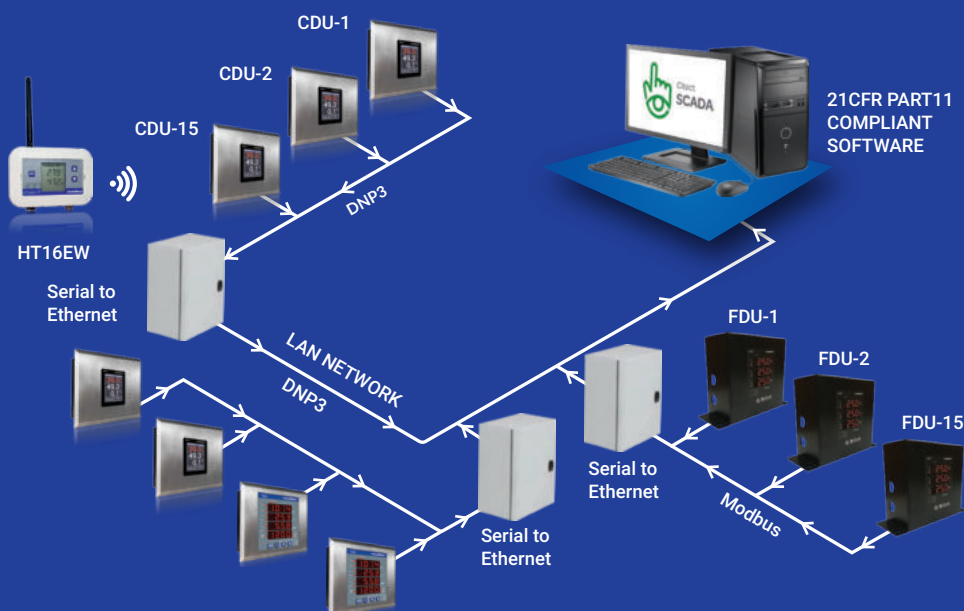 CDU-1
CDU-2
CDU-15
Citect
SCADA
21CFR PART11
COMPLIANT
SOFTWARE
DNP3
HT16EW
Serial to
Ethernet
LAN NETWORK
DNP3
FDU-1
FDU-2
FDU-15
Serial to
Ethernet
Modbus
Serial to
Ethernet